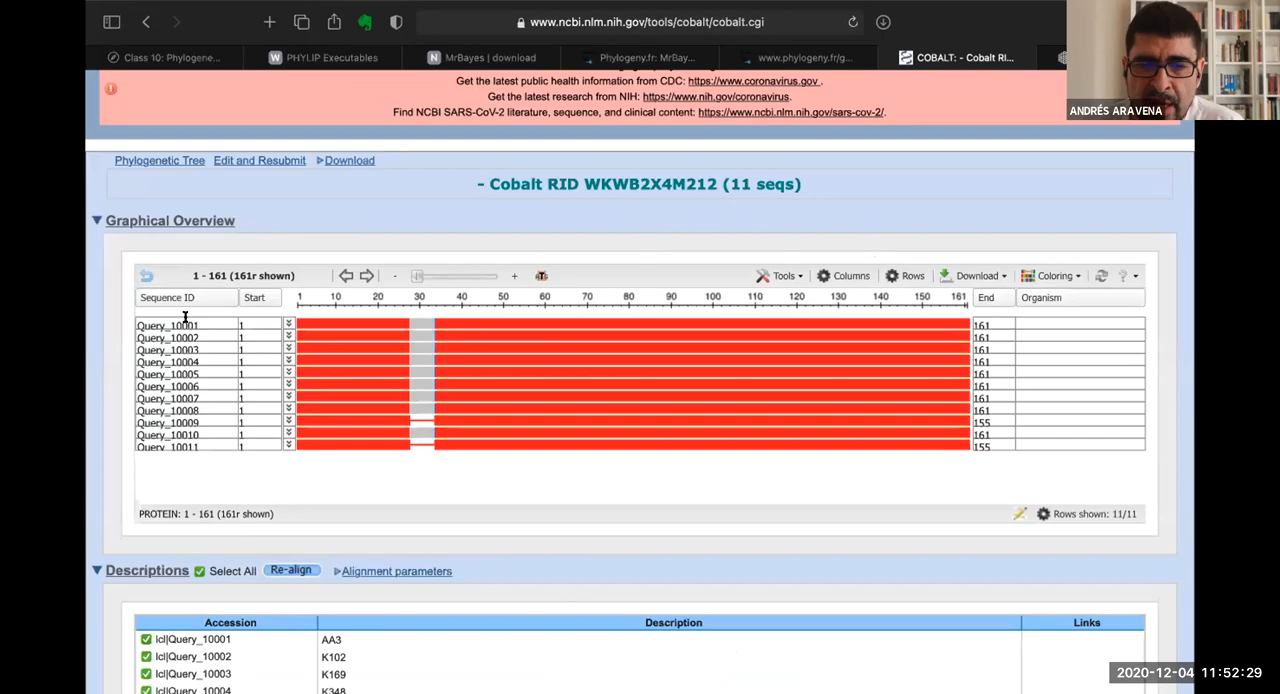 www.ncbi.nlm.nih.gov/tools/cobalt/cobalt.cgi
Class 10: Phylogene...
W PHYLIP Executables
N MrBayes | download
Phylogeny.fr: MrBay...
www.phylogeny.fr/g...
COBALT: - Cobalt RI...
ANDRÉS ARAVENA
Get the latest public health information from CDC: https://www.coronavirus.gov .
Get the latest research from NIH: https://www.nih.gov/coronavirus.
Find NCBI SARS-CoV-2 literature, sequence, and clinical content: https://www.ncbi.nlm.nih.gov/sars-cov-2/.
Phylogenetic Tree Edit and Resubmit Download
- Cobalt RID WKWB2X4M212 (11 seqs)
Graphical Overview
1 - 161 (161r shown) - + Tools Columns Rows Download Coloring ?
Sequence ID Start 1 10 20 30 40 50 60 70 80 90 100 110 120 130 140 150 161 End Organism
Query_10001 1 161
Query_10002 1 161
Query_10003 1 161
Query_10004 1 161
Query_10005 1 161
Query_10006 1 161
Query_10007 1 161
Query_10008 1 161
Query_10009 1 155
Query_10010 1 161
Query_10011 1 155
PROTEIN: 1 - 161 (161r shown) Rows shown: 11/11
Descriptions Select All Re-align Alignment parameters
Accession Description Links
lcl|Query_10001 AA3
lcl|Query_10002 K102
lcl|Query_10003 K169
lcl|Query_10004 K348
2020-12-04 11:52:29